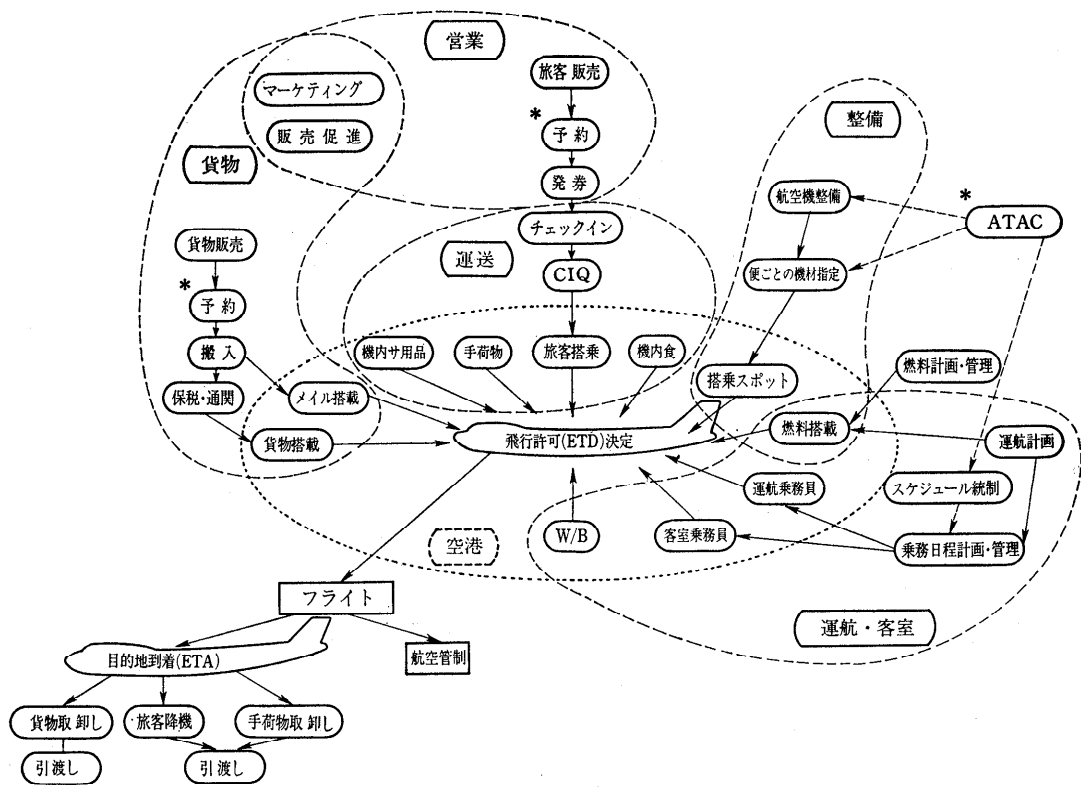 営業
マーケティング
販売促進
旅客販売
*
予約
発券
貨物
貨物販売
*
予約
搬入
保税・通関
メイル搭載
貨物搭載
運送
チェックイン
CIQ
機内サ用品
手荷物
旅客搭乗
機内食
整備
航空機整備
便ごとの機材指定
搭乗スポット
*
ATAC
燃料計画・管理
燃料搭載
運航計画
飛行許可(ETD)決定
運航乗務員
スケジュール統制
空港
W/B
客室乗務員
乗務日程計画・管理
運航・客室
フライト
航空管制
目的地到着(ETA)
貨物取卸し
旅客降機
手荷物取卸し
引渡し
引渡し